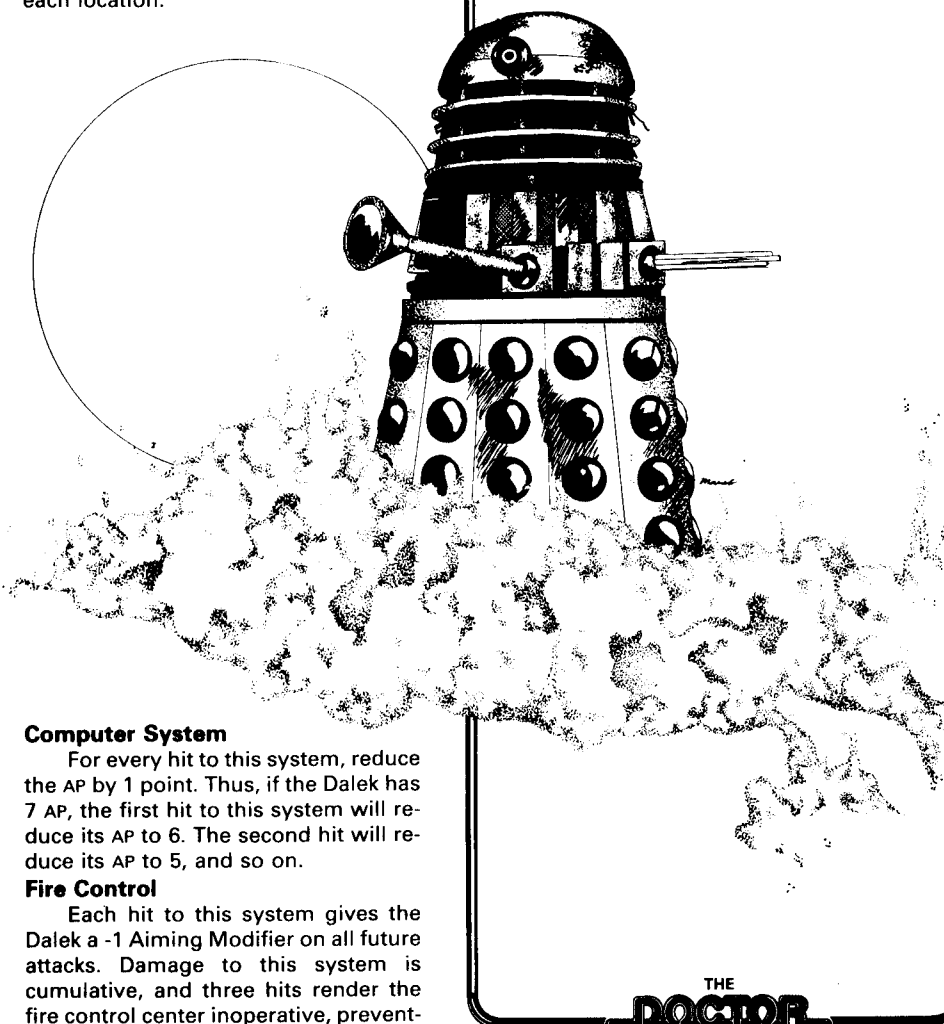 each location.
Computer System
For every hit to this system, reduce
the AP by 1 point. Thus, if the Dalek has
7 AP, the first hit to this system will re-
duce its AP to 6. The second hit will re-
duce its AP to 5, and so on.
Fire Control
Each hit to this system gives the
Dalek a -1 Aiming Modifier on all future
attacks. Damage to this system is
cumulative, and three hits render the
fire control center inoperative, prevent-
THE
DOCTOR